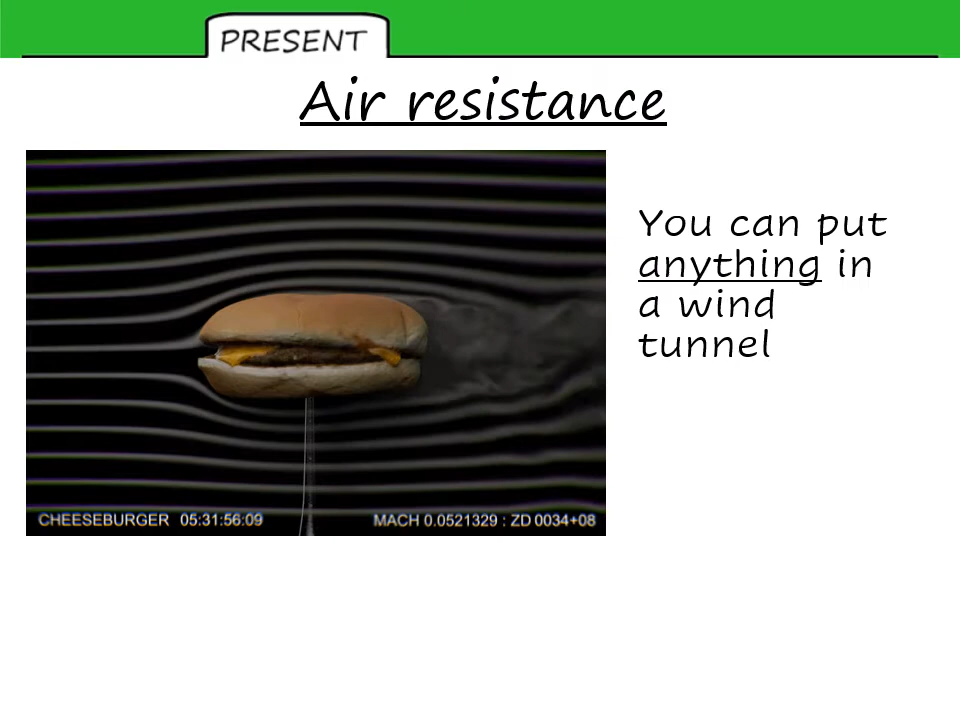 PRESENT
Air resistance
You can put
anything in
a wind
tunnel
CHEESEBURGER 05:31:56:09 MACH 0.0521329 : ZD 0034+08